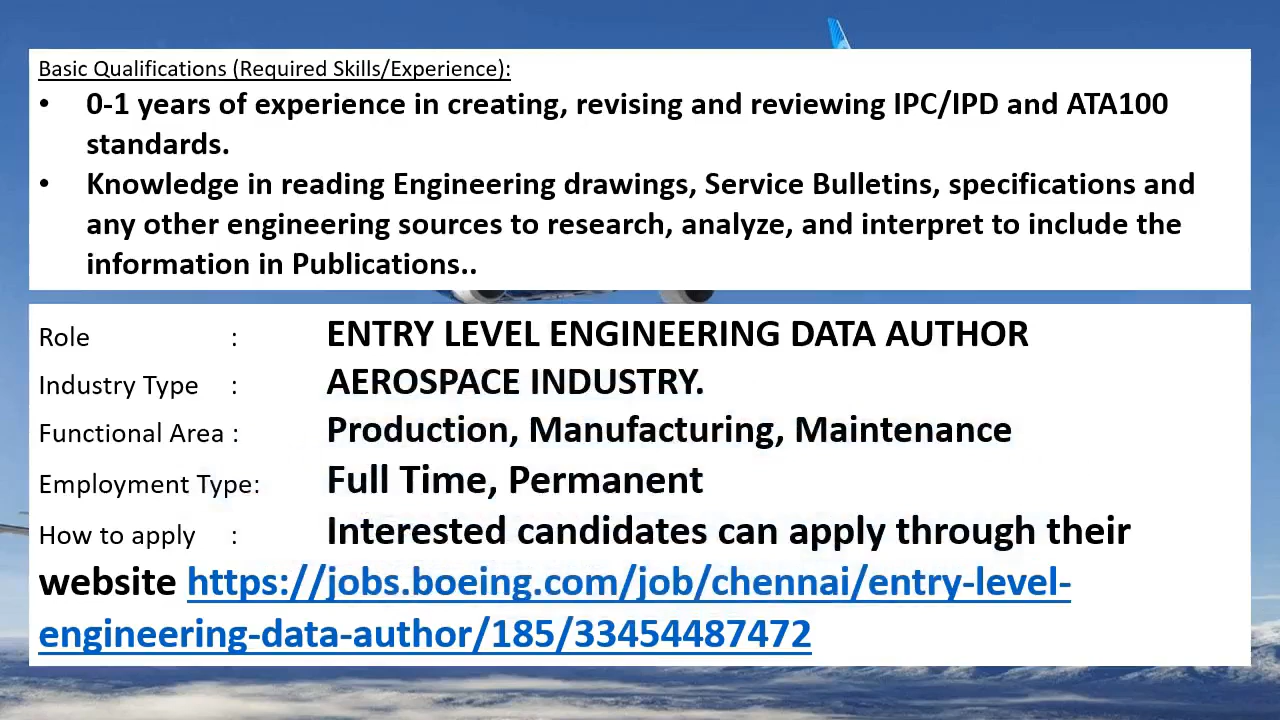 Basic Qualifications (Required Skills/Experience):
• 0-1 years of experience in creating, revising and reviewing IPC/IPD and ATA100
standards.
• Knowledge in reading Engineering drawings, Service Bulletins, specifications and
any other engineering sources to research, analyze, and interpret to include the
information in Publications..
Role : ENTRY LEVEL ENGINEERING DATA AUTHOR
Industry Type : AEROSPACE INDUSTRY.
Functional Area : Production, Manufacturing, Maintenance
Employment Type: Full Time, Permanent
How to apply : Interested candidates can apply through their
website https://jobs.boeing.com/job/chennai/entry-level-
engineering-data-author/185/33454487472